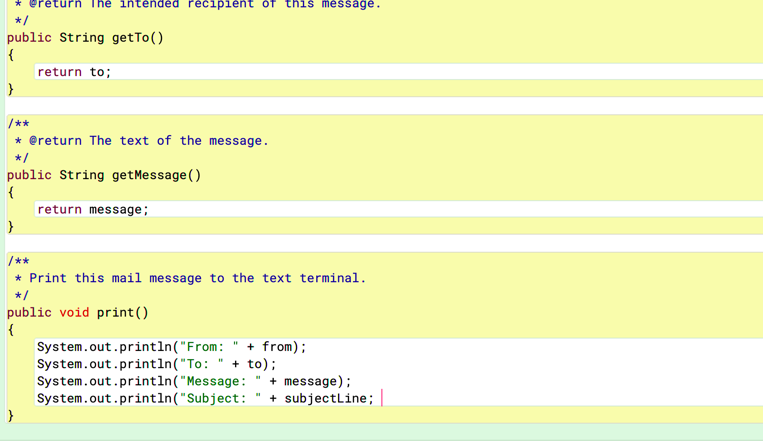 * @return The intended recipient of this message.
*/
public String getTo()
{
return to;
}
/**
* @return The text of the message.
*/
public String getMessage()
{
return message;
}
/**
* Print this mail message to the text terminal.
*/
public void print()
{
System.out.println("From: " + from);
System.out.println("To: " + to);
System.out.println("Message: " + message);
System.out.println("Subject: " + subjectLine;
}